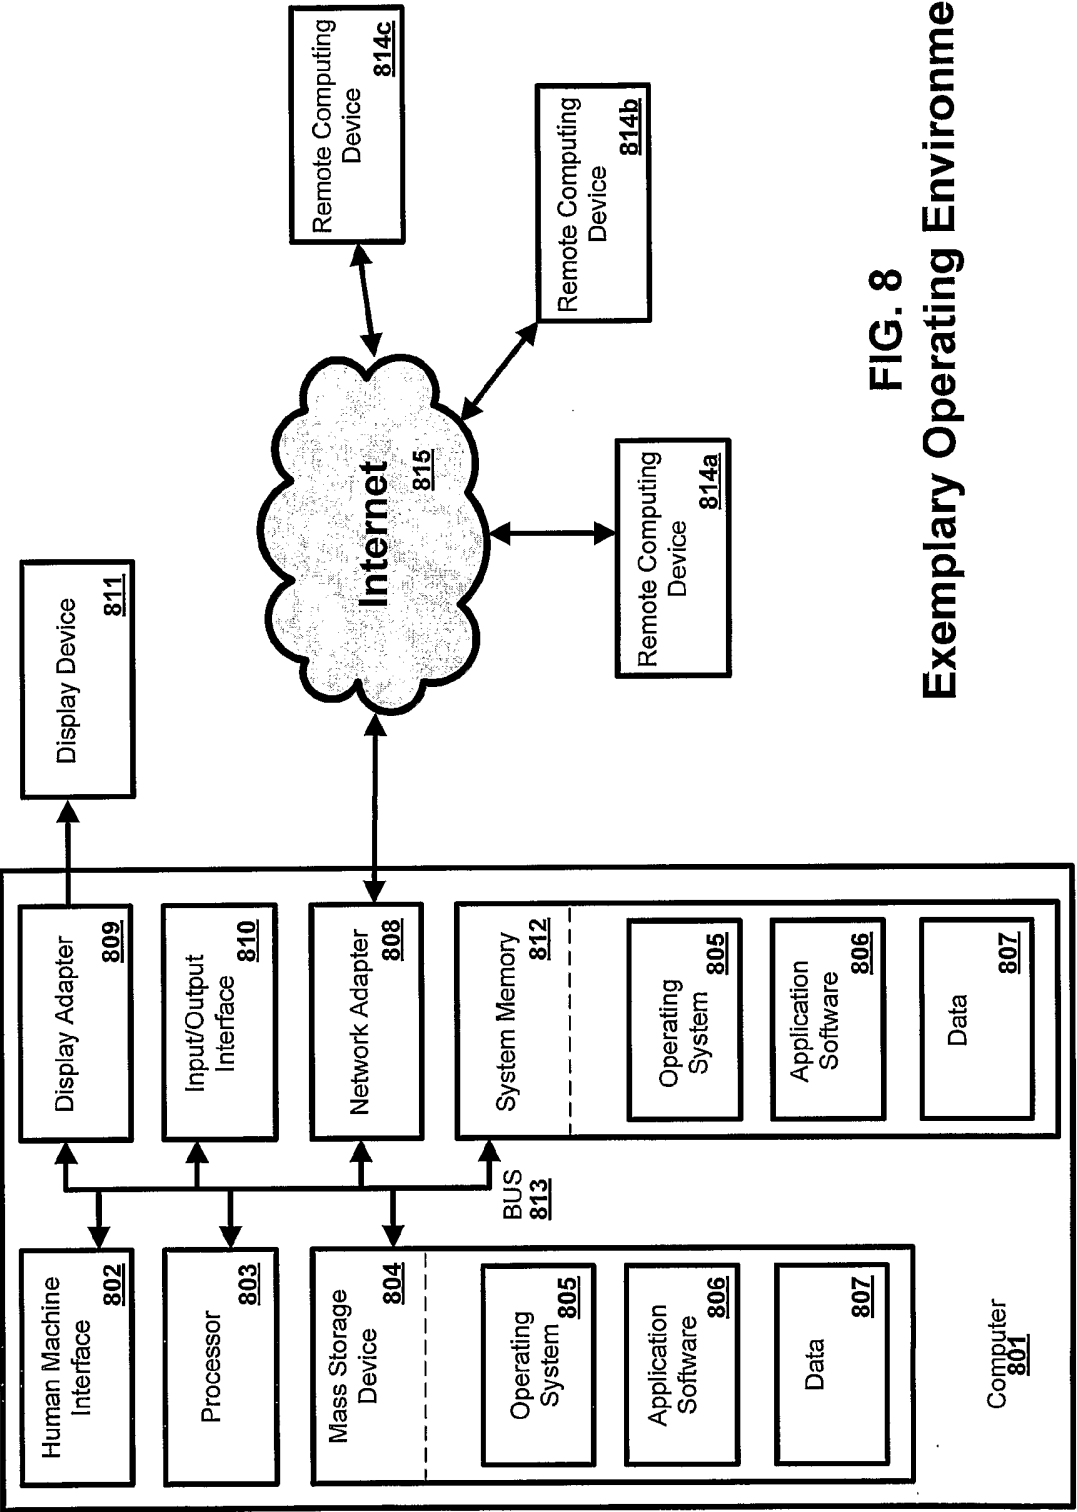 Human Machine
Interface
802
Processor
803
Mass Storage
Device
804
Operating
System
805
Application
Software
806
Data
807
Computer
801
BUS
813
Display Adapter
809
Input/Output
Interface
810
Network Adapter
808
System Memory
812
Operating
System
805
Application
Software
806
Data
807
Display Device
811
Internet
815
Remote Computing
Device
814a
Remote Computing
Device
814b
Remote Computing
Device
814c
FIG. 8
Exemplary Operating Environme